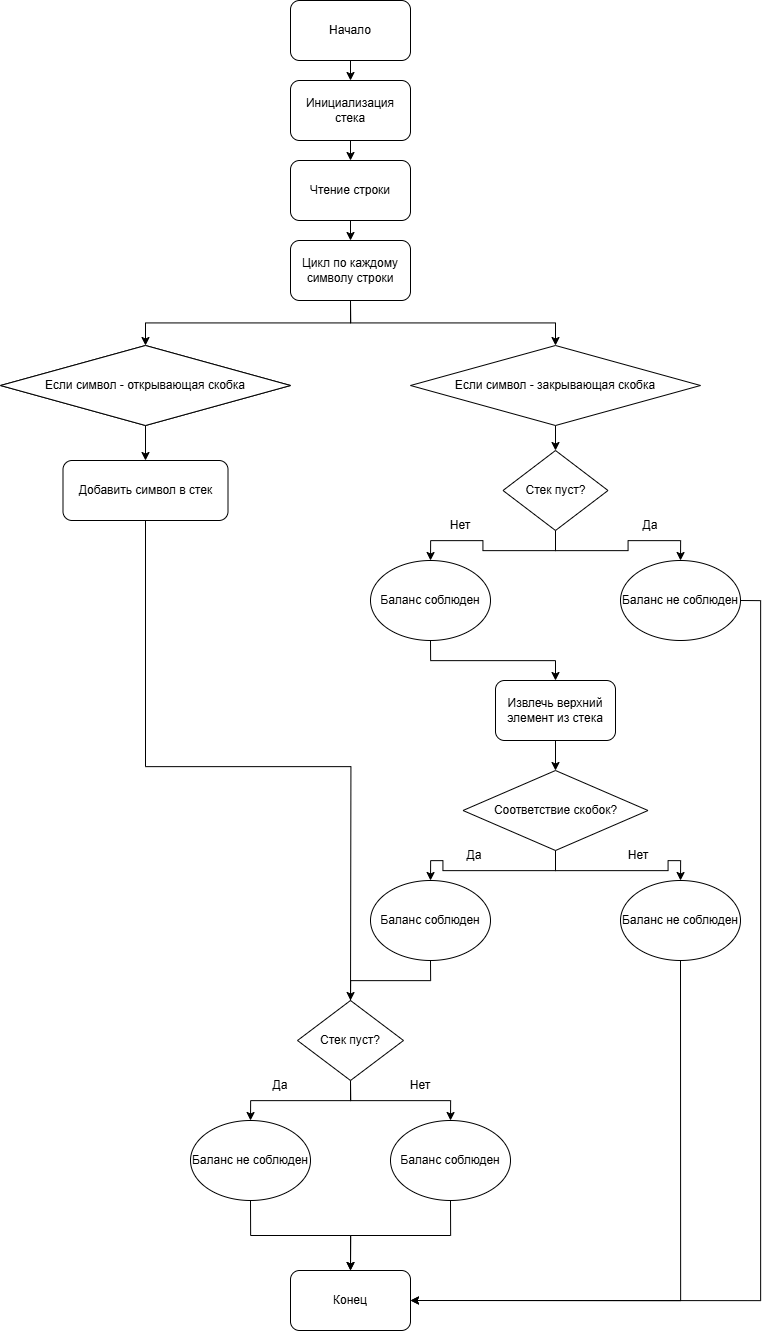 Начало
Инициализация
стека
Чтение строки
Цикл по каждому
символу строки
Если символ - открывающая скобка
Если символ - закрывающая скобка
Добавить символ в стек
Стек пуст?
Нет
Да
Баланс соблюден
Баланс не соблюден
Извлечь верхний
элемент из стека
Соответствие скобок?
Да
Нет
Баланс соблюден
Баланс не соблюден
Стек пуст?
Да
Нет
Баланс не соблюден
Баланс соблюден
Конец